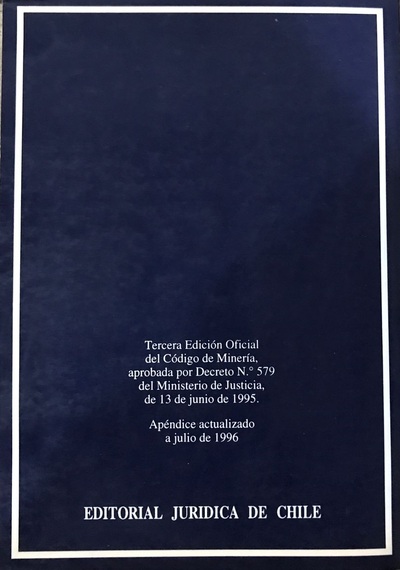 Tercera Edición Oficial
del Código de Minería,
aprobada por Decreto N.° 579
del Ministerio de Justicia,
de 13 de junio de 1995.
Apéndice actualizado
a julio de 1996
EDITORIAL JURIDICA DE CHILE